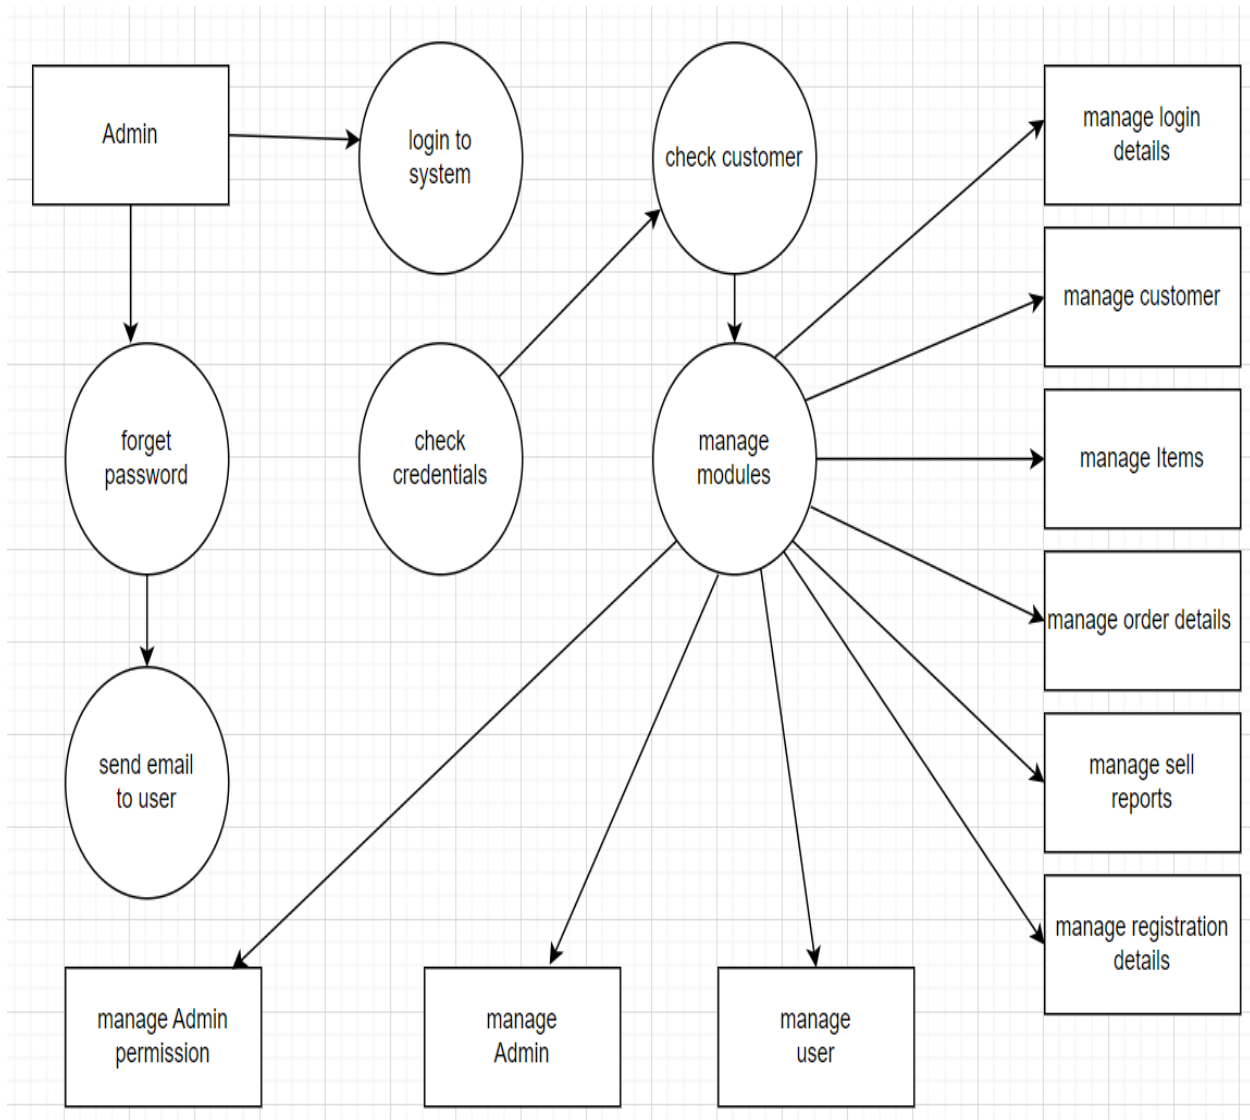 Admin
login to
system
check customer
manage login
details
manage customer
forget
password
check
credentials
manage
modules
manage Items
manage order details
send email
to user
manage sell
reports
manage registration
details
manage Admin
permission
manage
Admin
manage
user